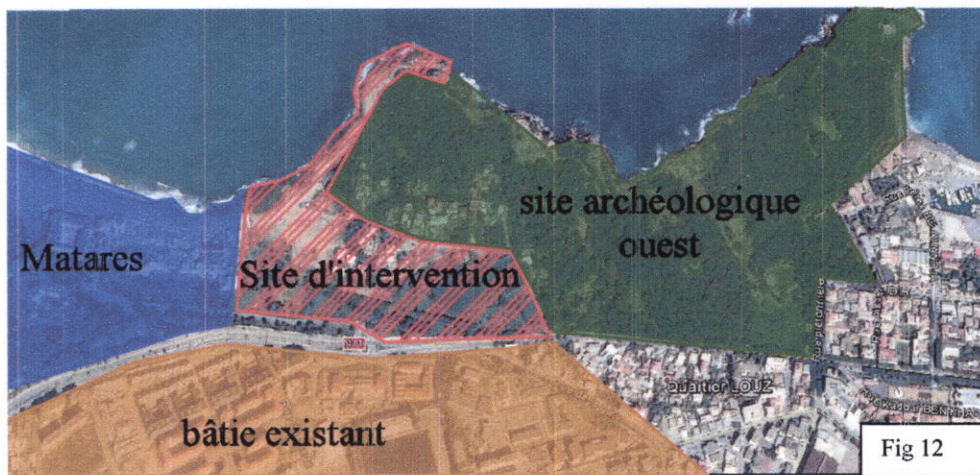 site archéologique
ouest
Matares
Site d'intervention
bâtie existant
Quartier LOUZ
Fig 12